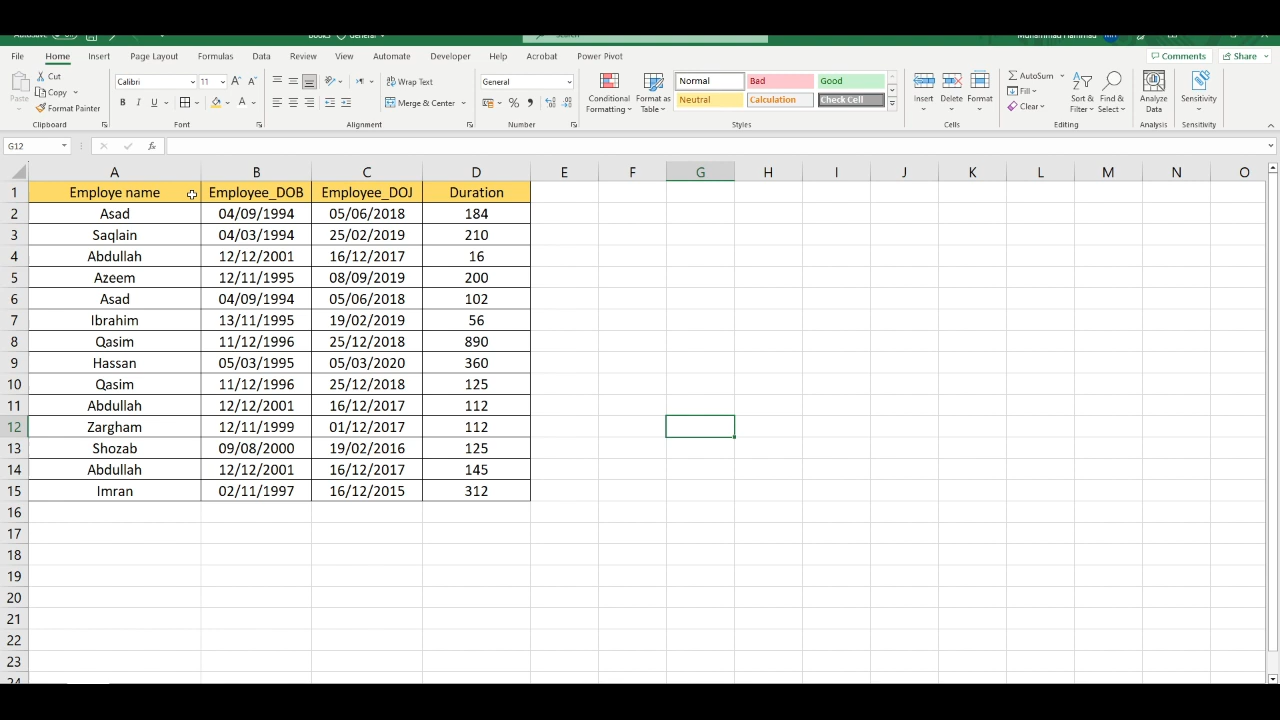 File Home Insert Page Layout Formulas Data Review View Automate Developer Help Acrobat Power Pivot Comments Share
Paste Cut Copy Format Painter Clipboard
Calibri 11 B I U Font
Wrap Text Merge & Center Alignment
General % Number
Conditional Formatting Format as Table Normal Bad Good Neutral Calculation Check Cell Styles
Insert Delete Format Cells
AutoSum Fill Clear Sort & Filter Find & Select Editing
Analyze Data Analysis
Sensitivity Sensitivity
G12 fx
A B C D E F G H I J K L M N O
1 Employe name Employee_DOB Employee_DOJ Duration
2 Asad 04/09/1994 05/06/2018 184
3 Saqlain 04/03/1994 25/02/2019 210
4 Abdullah 12/12/2001 16/12/2017 16
5 Azeem 12/11/1995 08/09/2019 200
6 Asad 04/09/1994 05/06/2018 102
7 Ibrahim 13/11/1995 19/02/2019 56
8 Qasim 11/12/1996 25/12/2018 890
9 Hassan 05/03/1995 05/03/2020 360
10 Qasim 11/12/1996 25/12/2018 125
11 Abdullah 12/12/2001 16/12/2017 112
12 Zargham 12/11/1999 01/12/2017 112
13 Shozab 09/08/2000 19/02/2016 125
14 Abdullah 12/12/2001 16/12/2017 145
15 Imran 02/11/1997 16/12/2015 312
16
17
18
19
20
21
22
23